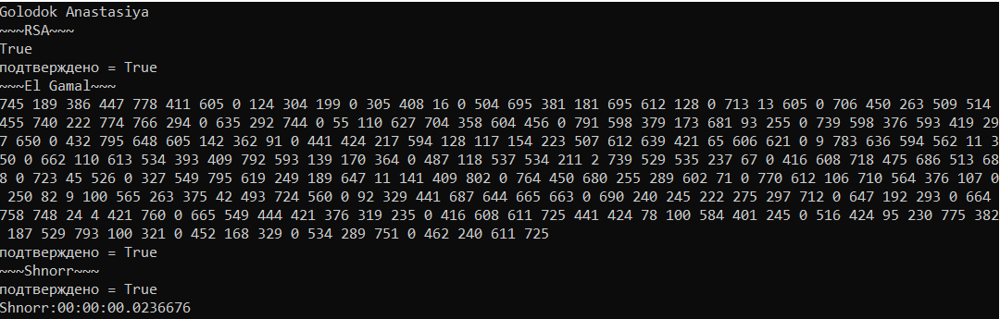 Golodok Anastasiya
~~~RSA~~~
True
подтверждено = True
~~~El Gamal~~~
745 189 386 447 778 411 605 0 124 304 199 0 305 408 16 0 504 695 381 181 695 612 128 0 713 13 605 0 706 450 263 509 514
455 740 222 774 766 294 0 635 292 744 0 55 110 627 704 358 604 456 0 791 598 379 173 681 93 255 0 739 598 376 593 419 29
7 650 0 432 795 648 605 142 362 91 0 441 424 217 594 128 117 154 223 507 612 639 421 65 606 621 0 9 783 636 594 562 11 3
50 0 662 110 613 534 393 409 792 593 139 170 364 0 487 118 537 534 211 2 739 529 535 237 67 0 416 608 718 475 686 513 68
8 0 723 45 526 0 327 549 795 619 249 189 647 11 141 409 802 0 764 450 680 255 289 602 71 0 770 612 106 710 564 376 107 0
250 82 9 100 565 263 375 42 493 724 560 0 92 329 441 687 644 665 663 0 690 240 245 222 275 297 712 0 647 192 293 0 664
758 748 24 4 421 760 0 665 549 444 421 376 319 235 0 416 608 611 725 441 424 78 100 584 401 245 0 516 424 95 230 775 382
187 529 793 100 321 0 452 168 329 0 534 289 751 0 462 240 611 725
подтверждено = True
~~~Shnorr~~~
подтверждено = True
Shnorr:00:00:00.0236676